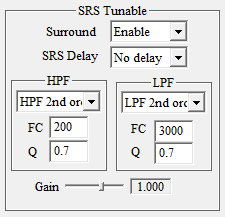 SRS Tunable
Surround Enable
SRS Delay No delay
HPF LPF
HPF 2nd orc LPF 2nd orc
FC 200 FC 3000
Q 0.7 Q 0.7
Gain 1.000